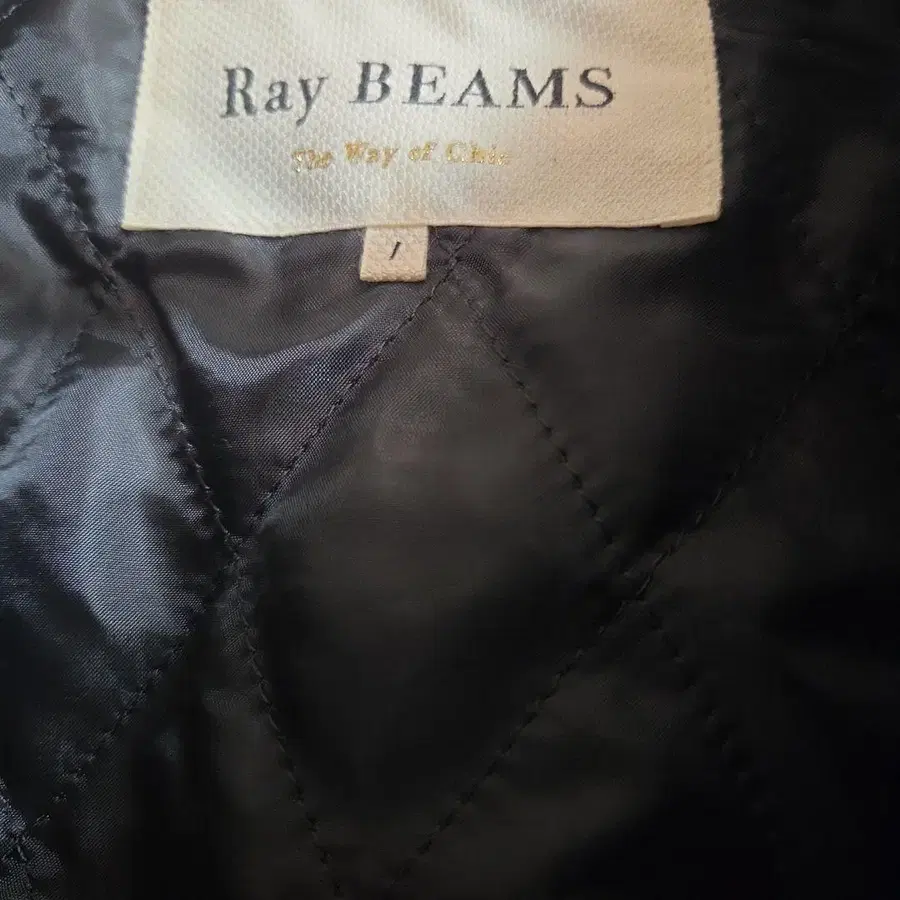 Ray BEAMS
The Way of Chic
1